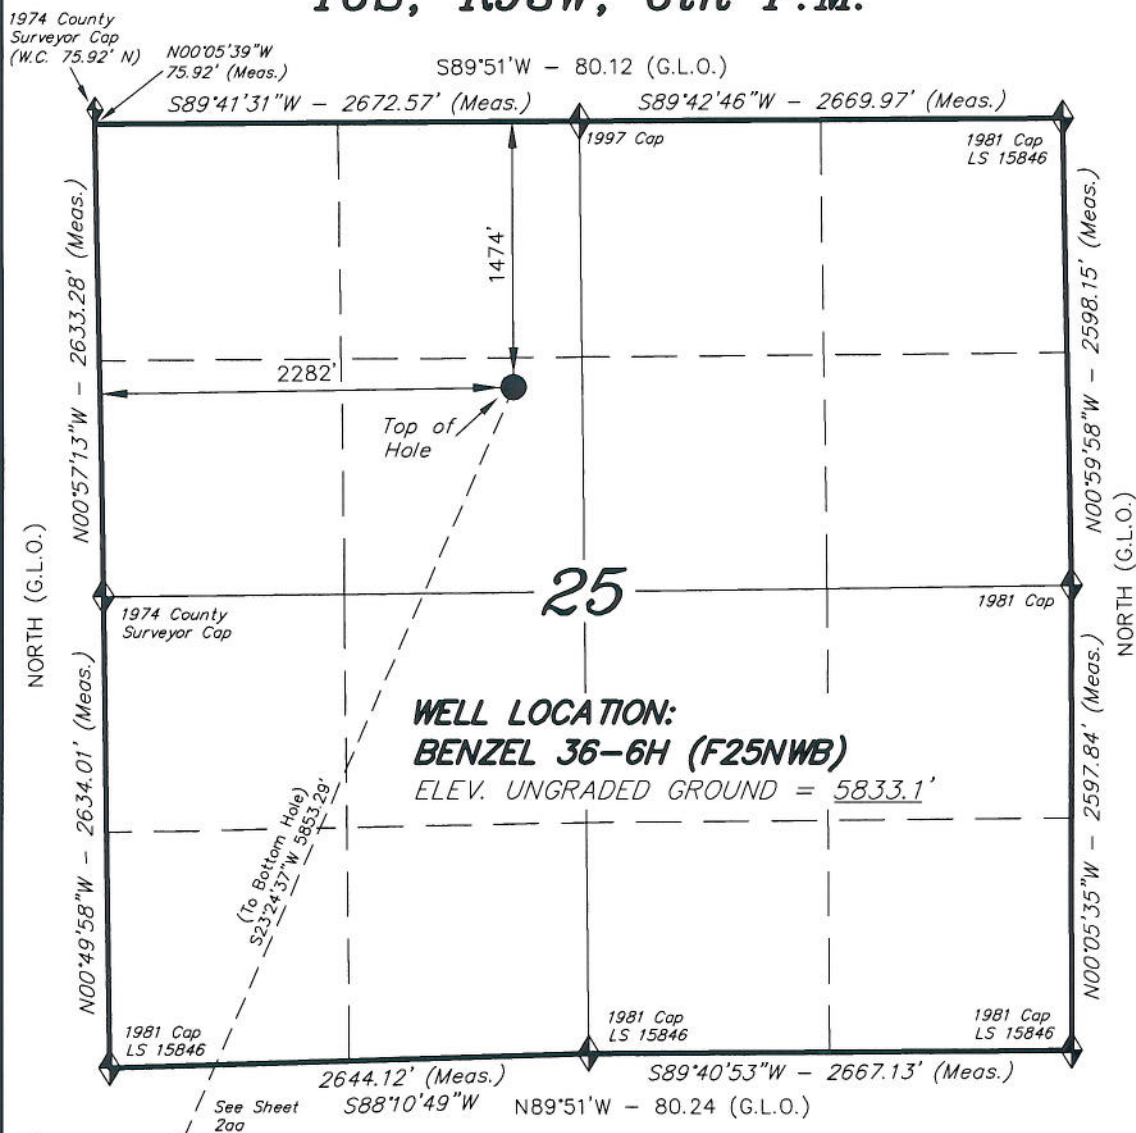 10S, R98W, 6th P.M.
1974 County
Surveyor Cap
(W.C. 75.92' N)
N00°05'39"W
75.92' (Meas.)
S89°51'W – 80.12 (G.L.O.)
S89°41'31"W – 2672.57' (Meas.)
S89°42'46"W – 2669.97' (Meas.)
1997 Cap
1981 Cap
LS 15846
N00°57'13"W – 2633.28' (Meas.)
1474'
N00°59'58"W – 2598.15' (Meas.)
2282'
Top of
Hole
NORTH (G.L.O.)
NORTH (G.L.O.)
25
1974 County
Surveyor Cap
1981 Cap
WELL LOCATION:
BENZEL 36–6H (F25NWB)
ELEV. UNGRADED GROUND = 5833.1'
N00°49'58"W – 2634.01' (Meas.)
(To Bottom Hole)
S23°24'37"W 5853.29'
N00°05'35"W – 2597.84' (Meas.)
1981 Cap
LS 15846
1981 Cap
LS 15846
1981 Cap
LS 15846
2644.12' (Meas.)
S88°10'49"W
S89°40'53"W – 2667.13' (Meas.)
N89°51'W – 80.24 (G.L.O.)
See Sheet
2aa